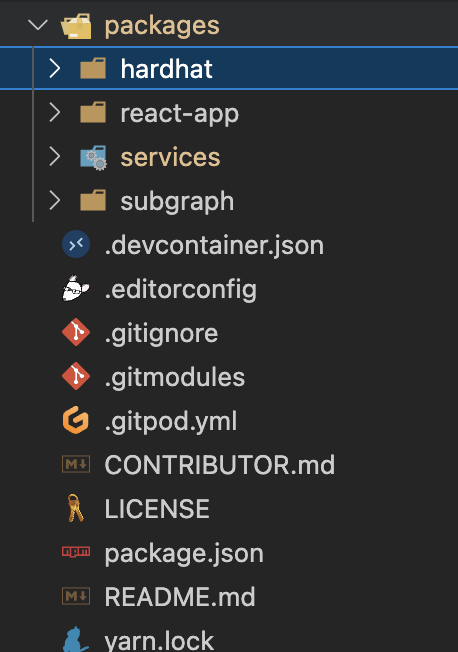 packages
hardhat
react-app
services
subgraph
.devcontainer.json
.editorconfig
.gitignore
.gitmodules
.gitpod.yml
CONTRIBUTOR.md
LICENSE
package.json
README.md
yarn.lock